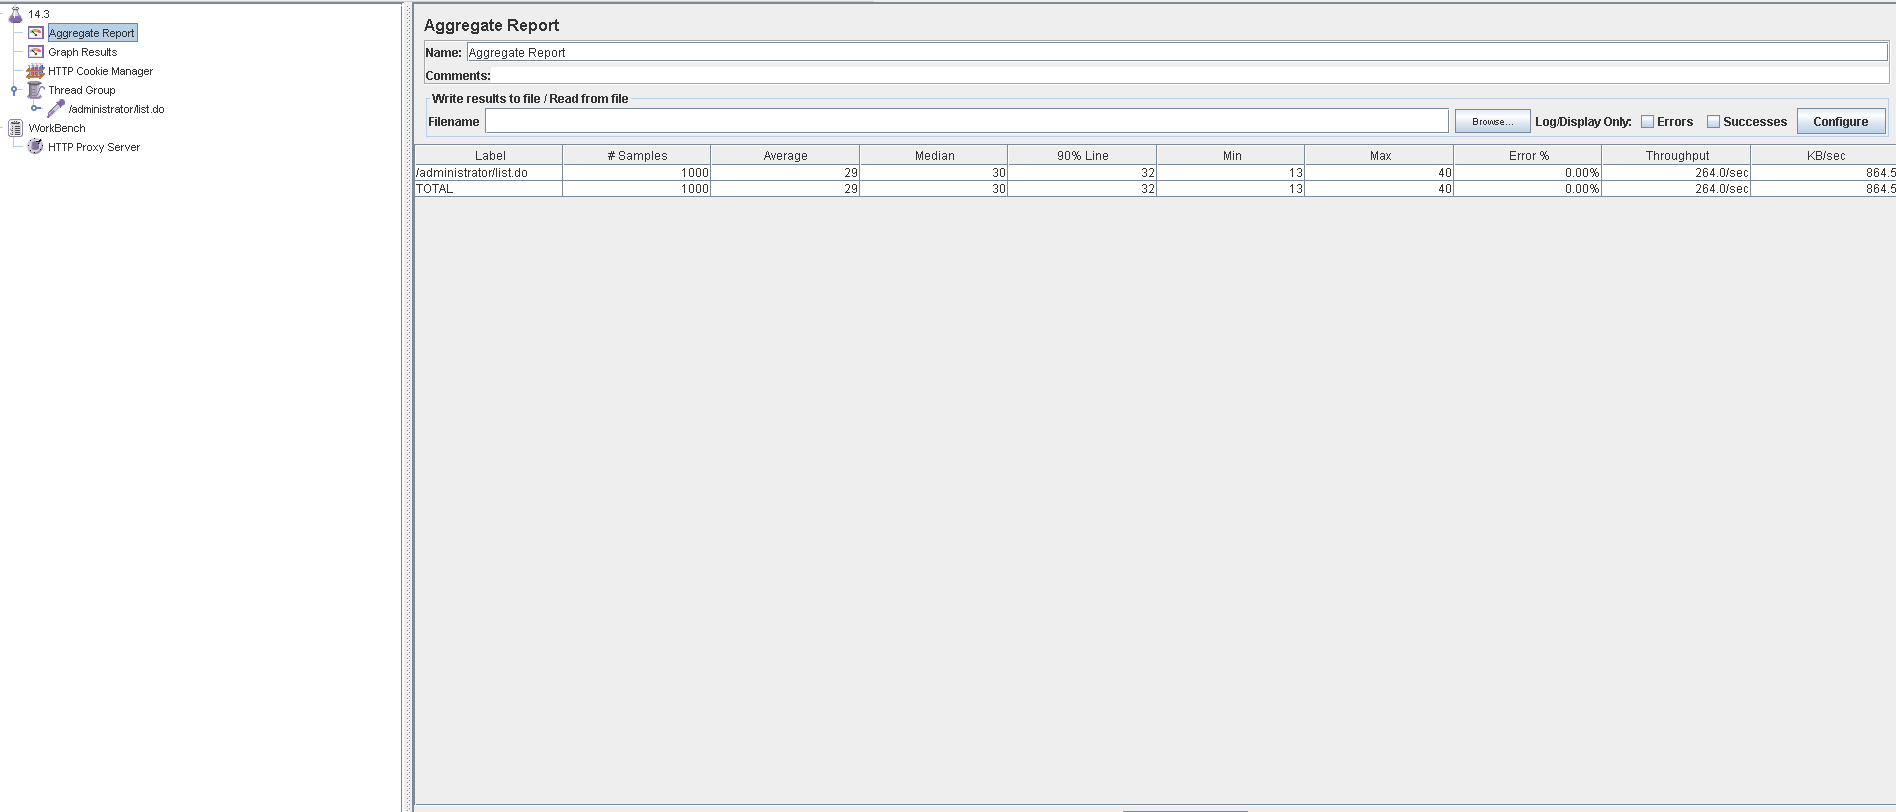 14.3
Aggregate Report
Graph Results
HTTP Cookie Manager
Thread Group
/administrator/list.do
WorkBench
HTTP Proxy Server
Aggregate Report
Name: Aggregate Report
Comments:
Write results to file / Read from file
Filename Browse... Log/Display Only: Errors Successes Configure
Label # Samples Average Median 90% Line Min Max Error % Throughput KB/sec
/administrator/list.do 1000 29 30 32 13 40 0.00% 264.0/sec 864.5
TOTAL 1000 29 30 32 13 40 0.00% 264.0/sec 864.5